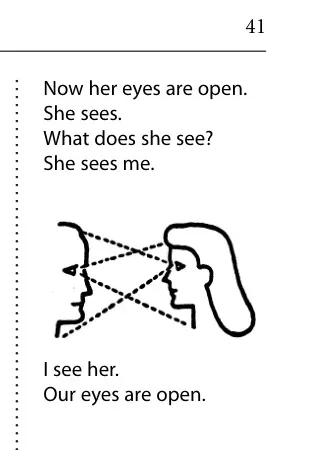 41
Now her eyes are open.
She sees.
What does she see?
She sees me.
I see her.
Our eyes are open.